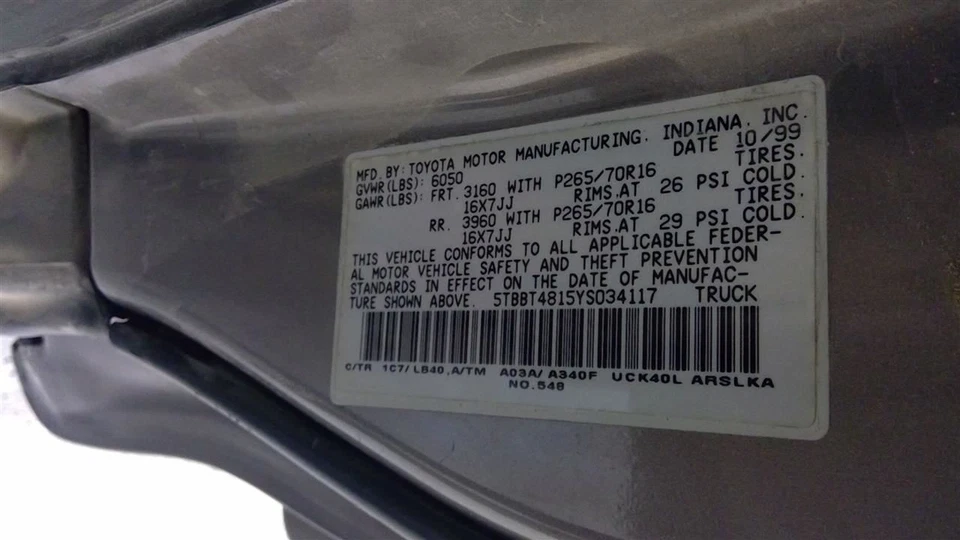 MFD. BY: TOYOTA MOTOR MANUFACTURING. INDIANA. INC.
GVWR(LBS): 6050 DATE 10/99
GAWR(LBS): FRT. 3160 WITH P265/70R16 TIRES.
16X7JJ RIMS.AT 26 PSI COLD.
RR. 3960 WITH P265/70R16 TIRES.
16X7JJ RIMS.AT 29 PSI COLD.
THIS VEHICLE CONFORMS TO ALL APPLICABLE FEDER-
AL MOTOR VEHICLE SAFETY AND THEFT PREVENTION
STANDARDS IN EFFECT ON THE DATE OF MANUFAC-
TURE SHOWN ABOVE. 5TBBT4815YS034117 TRUCK
C/TR 1C7/LB40,A/TM A03A/A340F UCK40L ARSLKA
NO.548